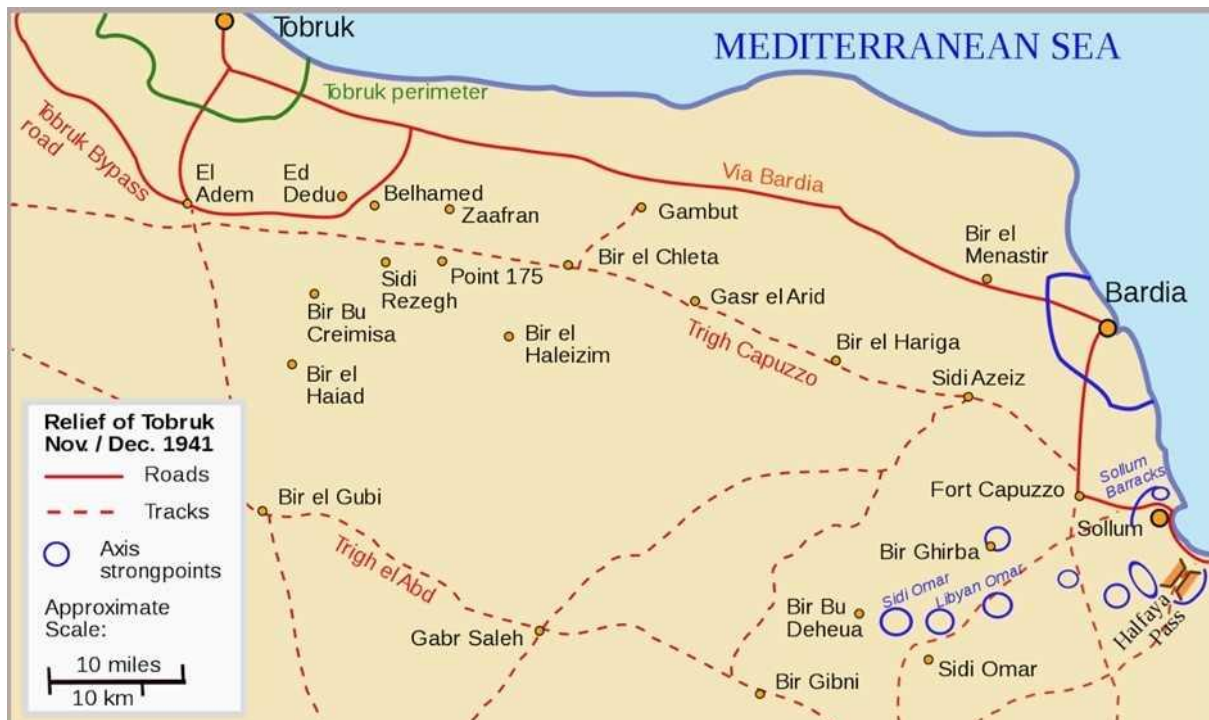 Tobruk
MEDITERRANEAN SEA
Tobruk perimeter
Tobruk Bypass
road
El
Adem
Ed
Dedu
Belhamed
Zaafran
Via Bardia
Gambut
Bir el
Menastir
Bardia
Sidi
Rezegh
Point 175
Bir el Chleta
Gasr el Arid
Bir Bu
Creimisa
Bir el
Haleizim
Trigh Capuzzo
Bir el Hariga
Sidi Azeiz
Bir el
Haiad
Relief of Tobruk
Nov. / Dec. 1941
Roads
Tracks
Axis
strongpoints
Approximate
Scale:
10 miles
10 km
Bir el Gubi
Trigh el Abd
Gabr Saleh
Fort Capuzzo
Sollum
Barracks
Sollum
Bir Ghirba
Sidi Omar
Libyan Omar
Bir Bu
Deheua
Halfaya
Pass
Sidi Omar
Bir Gibni